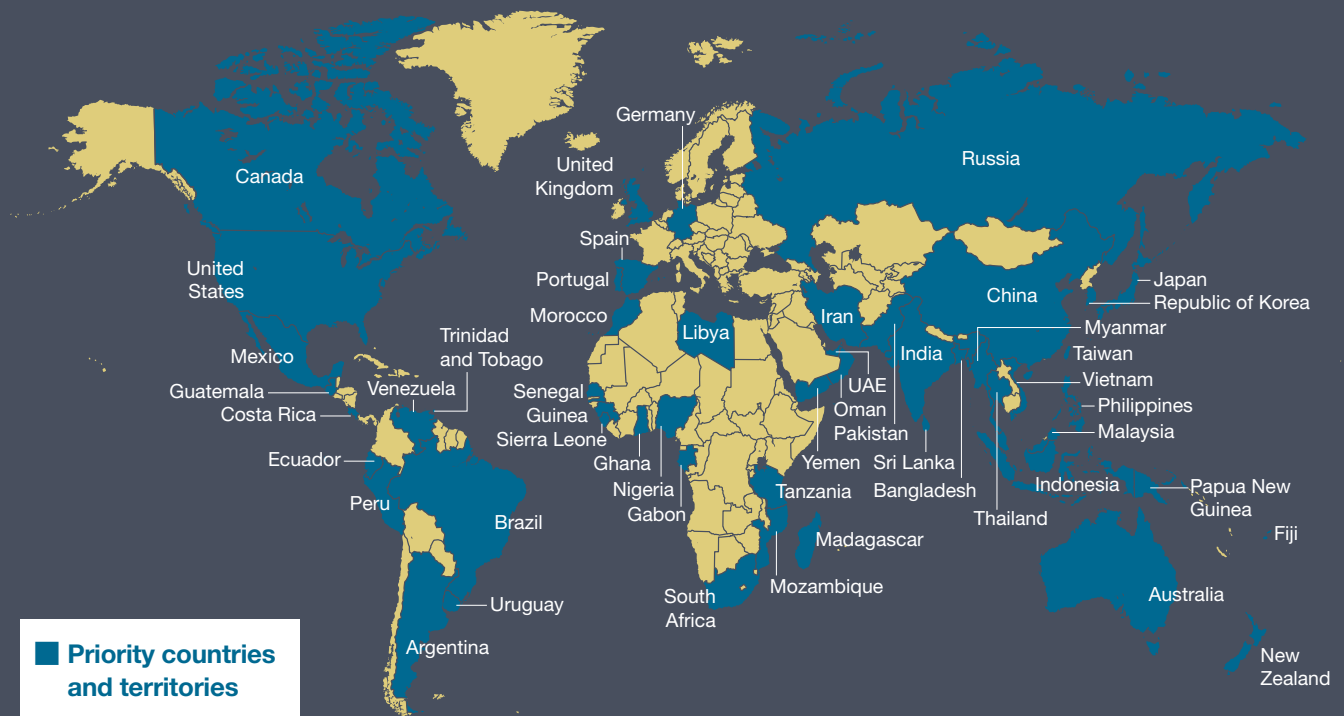 Germany
United
Kingdom
Russia
Canada
Spain
United
States
Portugal
China
Japan
Republic of Korea
Morocco
Libya
Iran
Myanmar
Trinidad
and Tobago
India
Taiwan
Mexico
Venezuela
UAE
Vietnam
Guatemala
Senegal
Oman
Philippines
Costa Rica
Guinea
Pakistan
Malaysia
Sierra Leone
Ecuador
Ghana
Yemen
Sri Lanka
Nigeria
Tanzania
Bangladesh
Indonesia
Papua New
Guinea
Peru
Gabon
Thailand
Brazil
Fiji
Madagascar
Mozambique
South
Africa
Australia
Uruguay
Argentina
New
Zealand
Priority countries
and territories